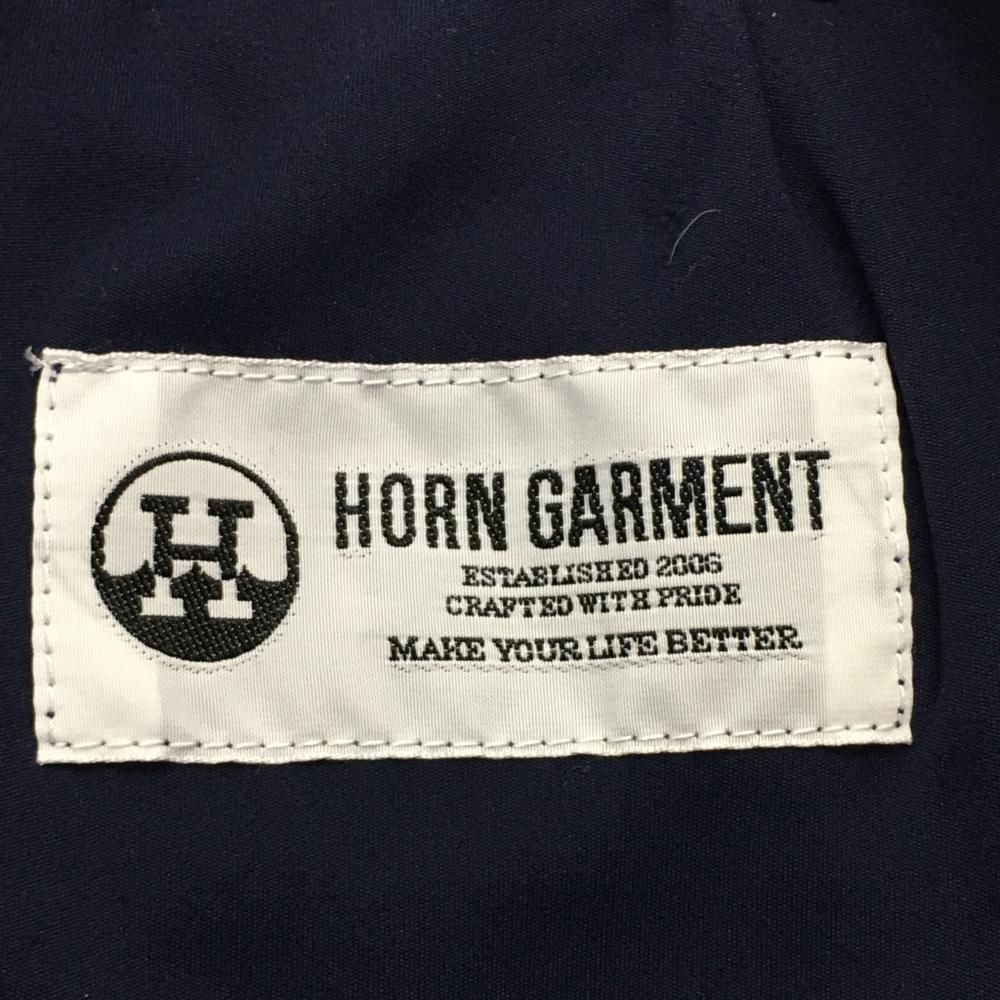 H
HORN GARMENT
ESTABLISHED 2006
CRAFTED WITH PRIDE
MAKE YOUR LIFE BETTER